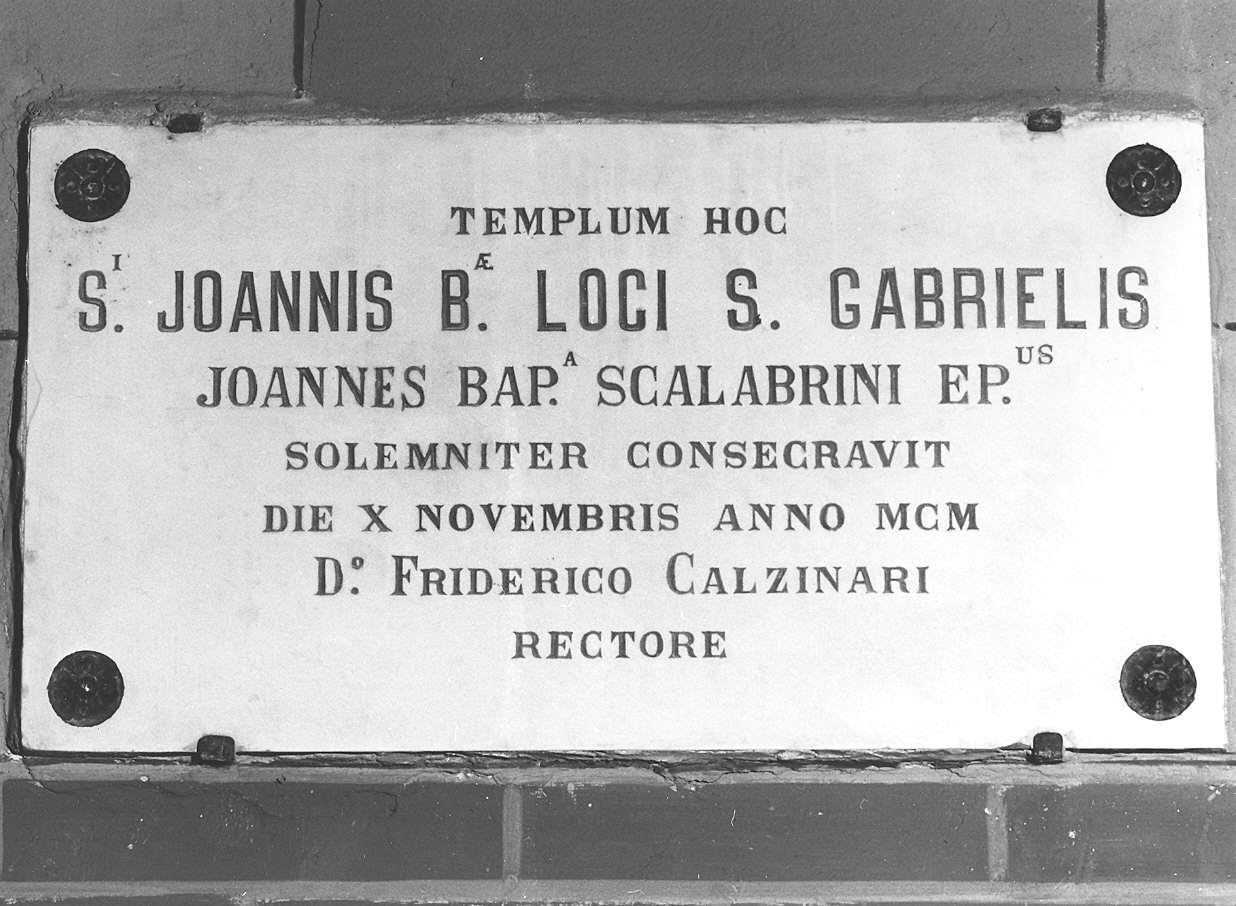 TEMPLUM HOC
Sᴵ. JOANNIS B.ᴭ LOCI S. GABRIELIS
JOANNES BAP.ᴬ SCALABRINI EP.ᵁˢ
SOLEMNITER CONSECRAVIT
DIE X NOVEMBRIS ANNO MCM
D.º FRIDERICO CALZINARI
RECTORE